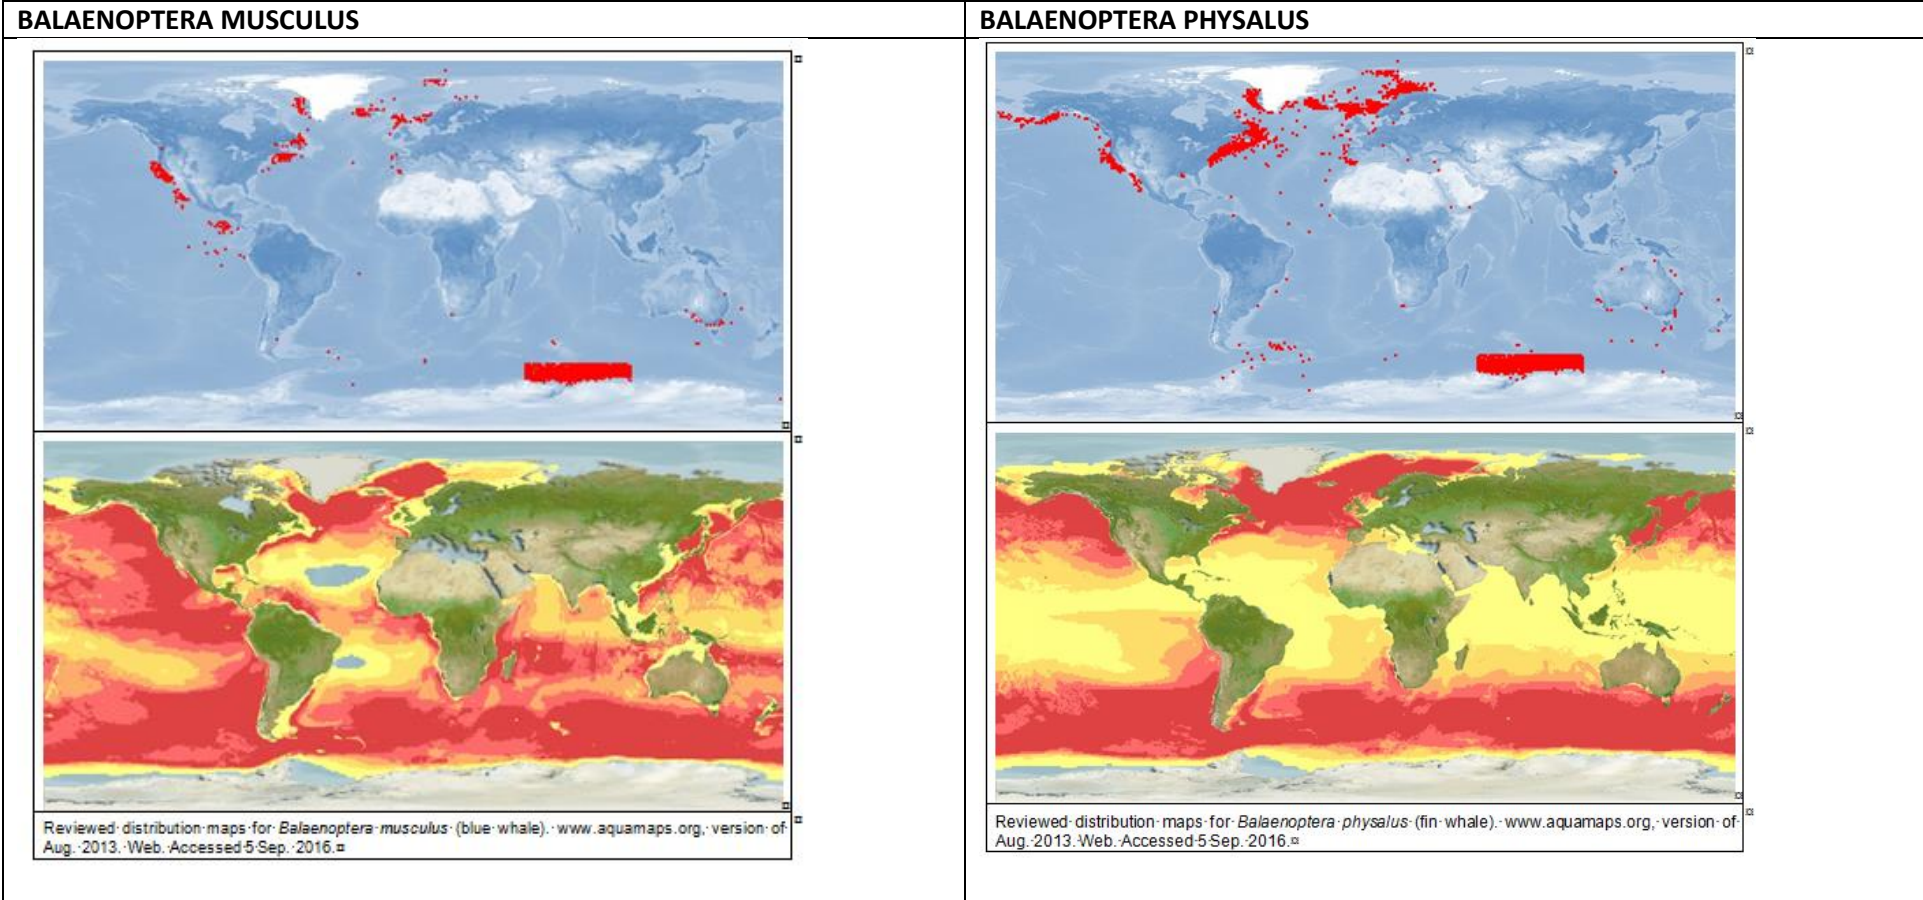 BALAENOPTERA MUSCULUS
BALAENOPTERA PHYSALUS
Reviewed·distribution·maps·for·Balaenoptera·musculus·(blue·whale).·www.aquamaps.org,·version·of·
Aug.·2013.·Web.·Accessed·5·Sep.·2016.¤
Reviewed·distribution·maps·for·Balaenoptera·physalus·(fin·whale).·www.aquamaps.org,·version·of·
Aug.·2013.·Web.·Accessed·5·Sep.·2016.¤